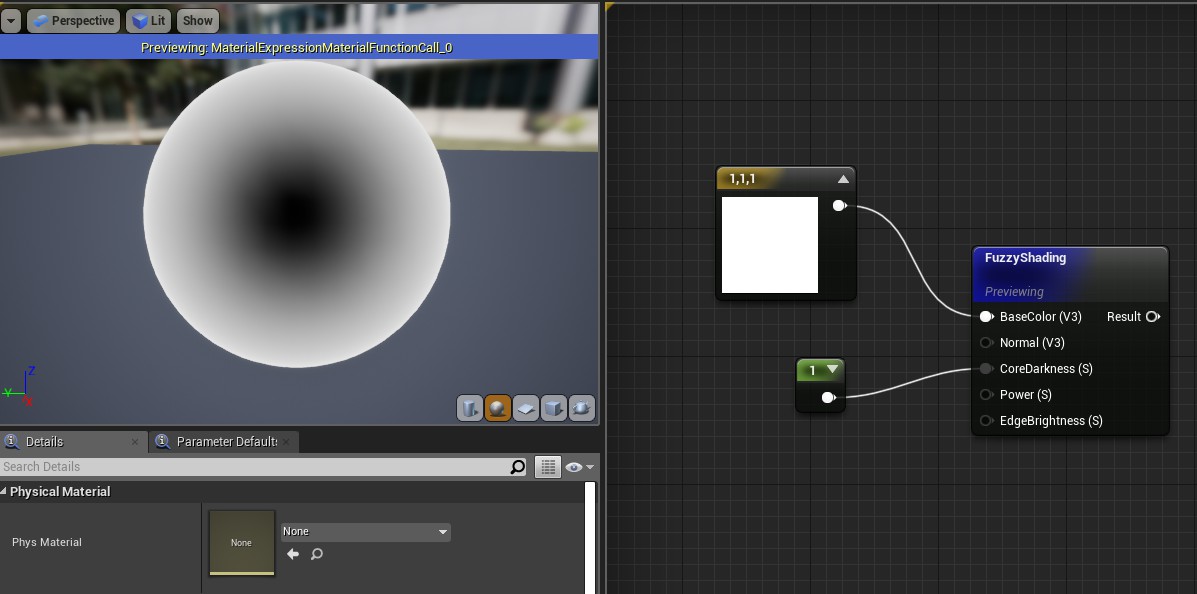 Perspective
Lit
Show
Previewing: MaterialExpressionMaterialFunctionCall_0
Z
Y
X
Details
Parameter Defaults
Search Details
Physical Material
Phys Material
None
None
1,1,1
1
FuzzyShading
Previewing
BaseColor (V3)
Result
Normal (V3)
CoreDarkness (S)
Power (S)
EdgeBrightness (S)